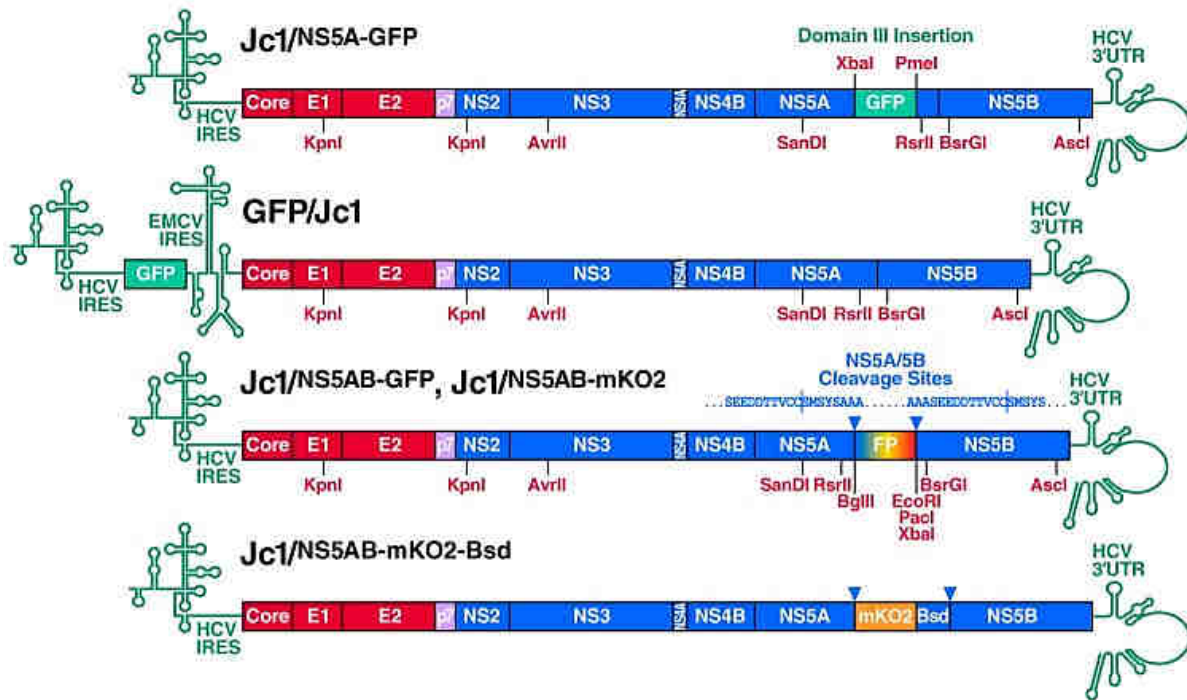 Jc1/NS5A-GFP
Domain III Insertion
XbaI PmeI
HCV
3'UTR
Core E1 E2 p7 NS2 NS3 NS4A NS4B NS5A GFP NS5B
HCV
IRES
KpnI KpnI AvrII SanDI RsrII BsrGI AscI
GFP/Jc1
EMCV
IRES
HCV
3'UTR
GFP Core E1 E2 p7 NS2 NS3 NS4A NS4B NS5A NS5B
HCV
IRES
KpnI KpnI AvrII SanDI RsrII BsrGI AscI
Jc1/NS5AB-GFP, Jc1/NS5AB-mKO2
NS5A/5B
Cleavage Sites
HCV
3'UTR
...SEEDDTTVCCSMSYSAAA......AAASEEDDTTVCCSMSYS...
Core E1 E2 p7 NS2 NS3 NS4A NS4B NS5A FP NS5B
HCV
IRES
KpnI KpnI AvrII SanDI RsrII BsrGI AscI
BglII EcoRI
PacI
XbaI
Jc1/NS5AB-mKO2-Bsd
HCV
3'UTR
Core E1 E2 p7 NS2 NS3 NS4A NS4B NS5A mKO2 Bsd NS5B
HCV
IRES